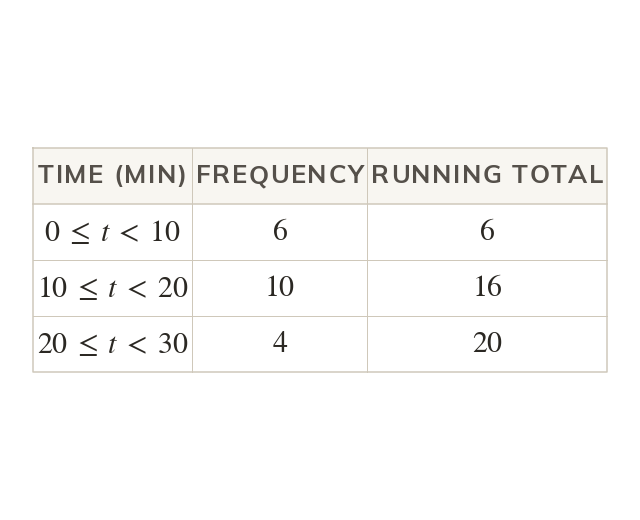 TIME (MIN) FREQUENCY RUNNING TOTAL
0 ≤ t < 10 6 6
10 ≤ t < 20 10 16
20 ≤ t < 30 4 20